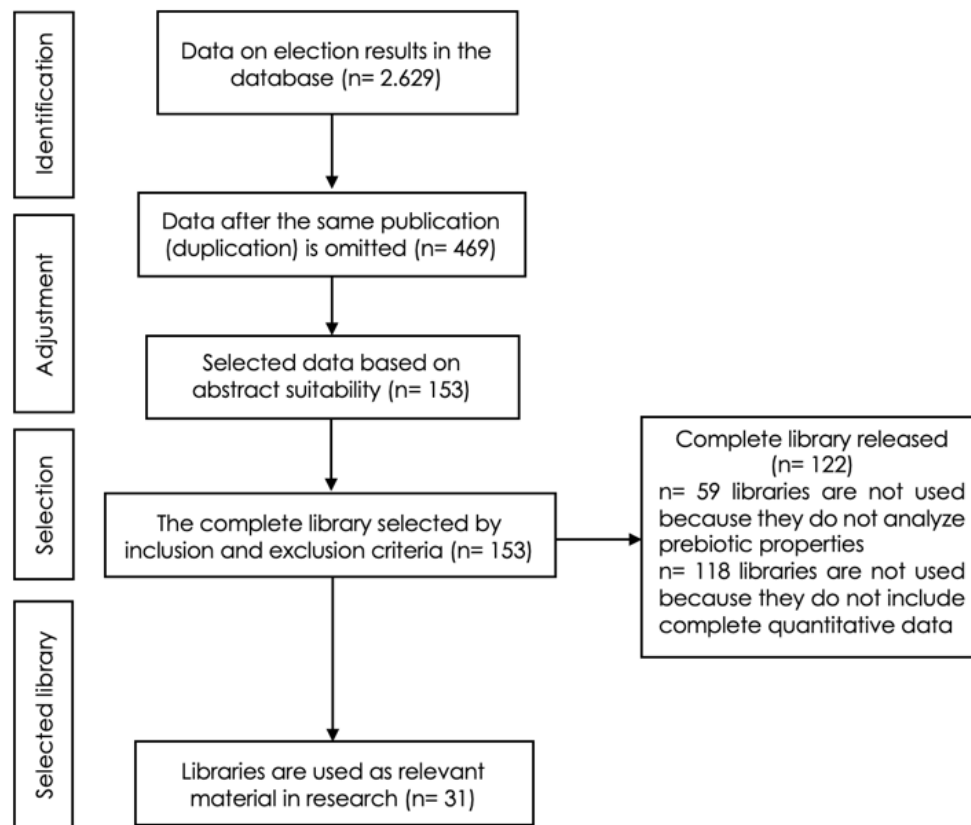 Identification
Data on election results in the
database (n= 2.629)
Adjustment
Data after the same publication
(duplication) is omitted (n= 469)
Selected data based on
abstract suitability (n= 153)
Selection
The complete library selected by
inclusion and exclusion criteria (n= 153)
Complete library released
(n= 122)
n= 59 libraries are not used
because they do not analyze
prebiotic properties
n= 118 libraries are not used
because they do not include
complete quantitative data
Selected library
Libraries are used as relevant
material in research (n= 31)